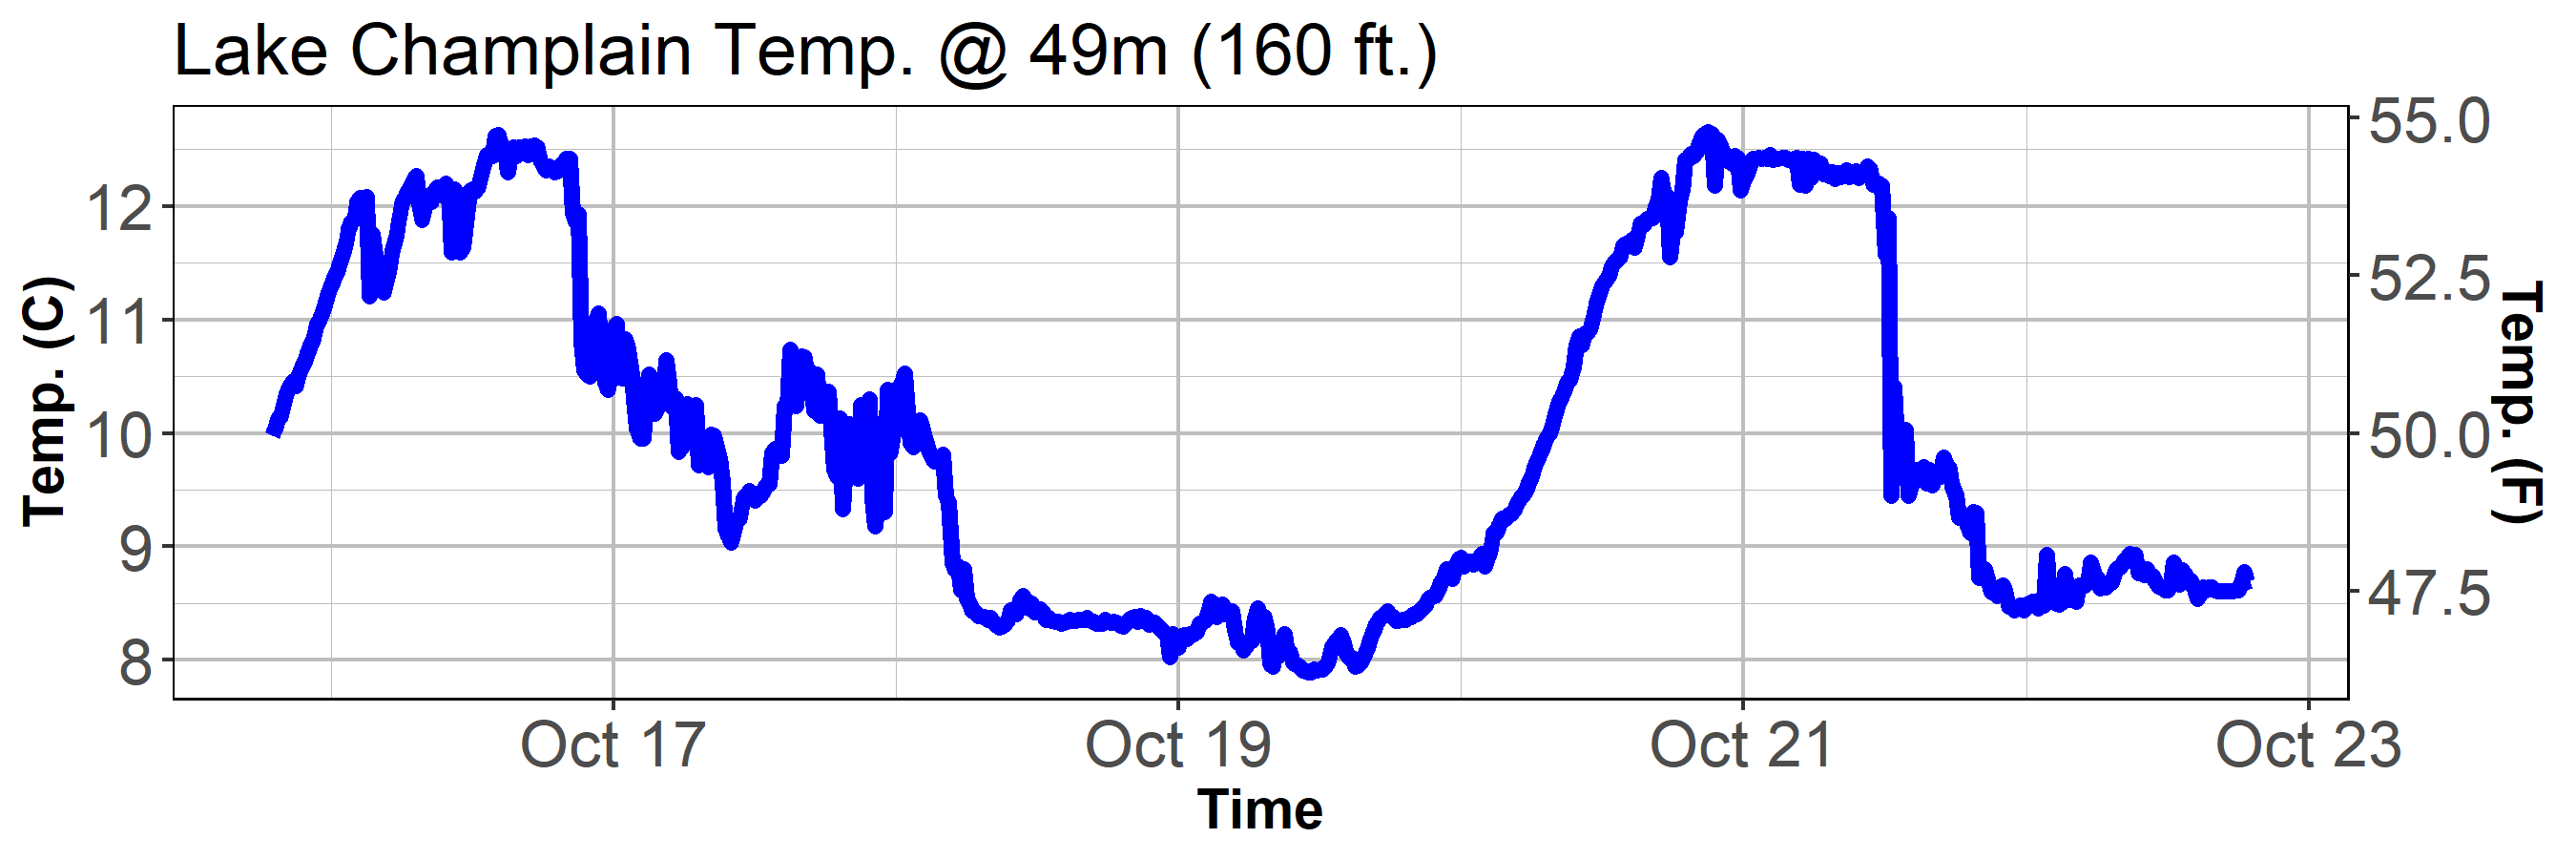 Lake Champlain Temp. @ 49m (160 ft.)
Temp. (C)
12
11
10
9
8
55.0
52.5
50.0
47.5
Temp. (F)
Oct 17
Oct 19
Oct 21
Oct 23
Time